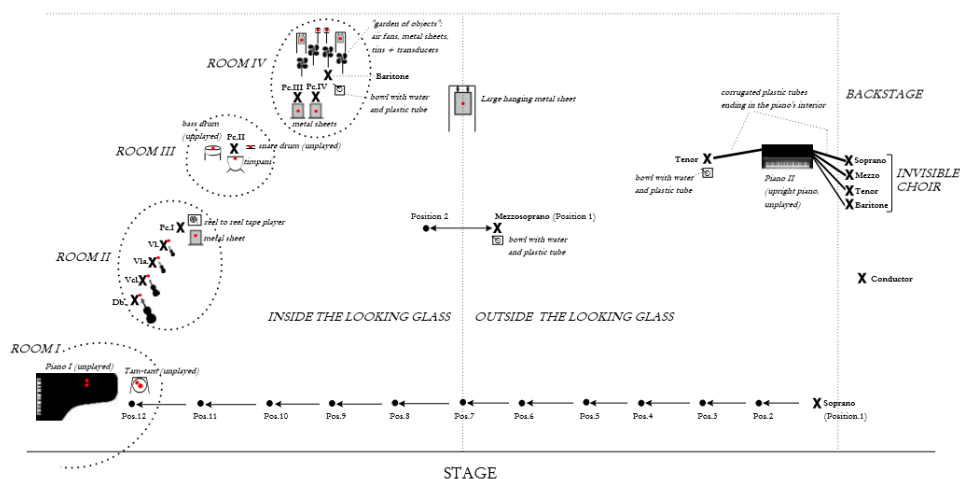 "garden of objects":
air fans, metal sheets,
tins + transducers
ROOM IV
Baritone
Pc.III Pc.IV
bowl with water
and plastic tube
metal sheets
Large hanging metal sheet
corrugated plastic tubes
ending in the piano's interior
BACKSTAGE
bass drum
(unplayed)
Pc.II
snare drum (unplayed)
ROOM III
timpani
Tenor
bowl with water
and plastic tube
Piano II
(upright piano,
unplayed)
Soprano
Mezzo
Tenor
Baritone
INVISIBLE
CHOIR
Position 2
Mezzosoprano (Position 1)
bowl with water
and plastic tube
Pc.I
reel to reel tape player
metal sheet
Vl.
ROOM II
Vla.
Vcl.
Db.
Conductor
INSIDE THE LOOKING GLASS
OUTSIDE THE LOOKING GLASS
ROOM I
Piano I (unplayed)
Tam-tam (unplayed)
Pos.12
Pos.11
Pos.10
Pos.9
Pos.8
Pos.7
Pos.6
Pos.5
Pos.4
Pos.3
Pos.2
Soprano
(Position.1)
STAGE